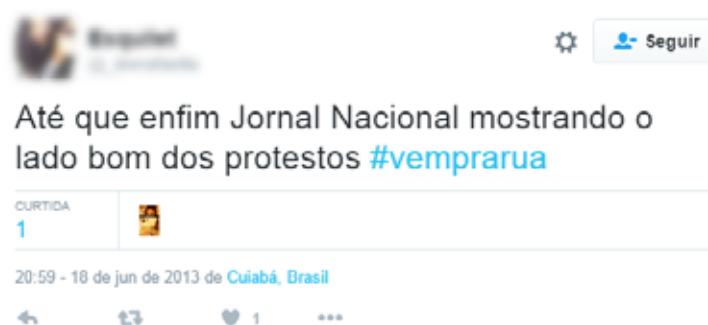 Seguir
Até que enfim Jornal Nacional mostrando o
lado bom dos protestos #vemprarua
CURTIDA
1
20:59 - 18 de jun de 2013 de Cuiabá, Brasil
1